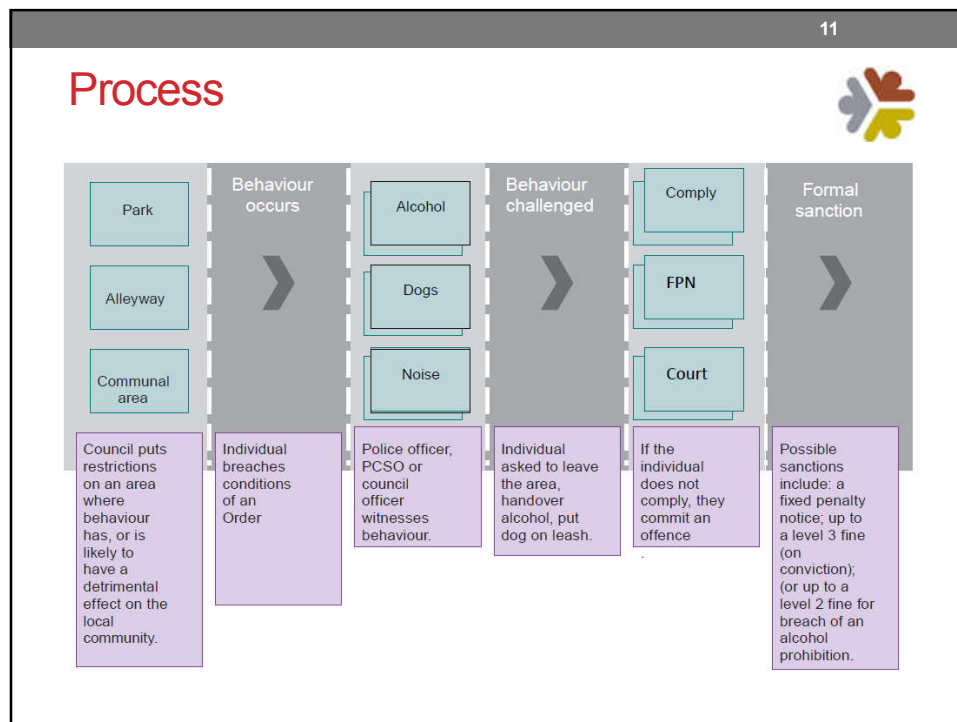 11
Process
Park
Alleyway
Communal
area
Behaviour
occurs
Alcohol
Dogs
Noise
Behaviour
challenged
Comply
FPN
Court
Formal
sanction
Council puts
restrictions
on an area
where
behaviour
has, or is
likely to
have a
detrimental
effect on the
local
community.
Individual
breaches
conditions
of an
Order
Police officer,
PCSO or
council
officer
witnesses
behaviour.
Individual
asked to leave
the area,
handover
alcohol, put
dog on leash.
If the
individual
does not
comply, they
commit an
offence
.
Possible
sanctions
include: a
fixed penalty
notice; up to
a level 3 fine
(on
conviction);
(or up to a
level 2 fine for
breach of an
alcohol
prohibition.